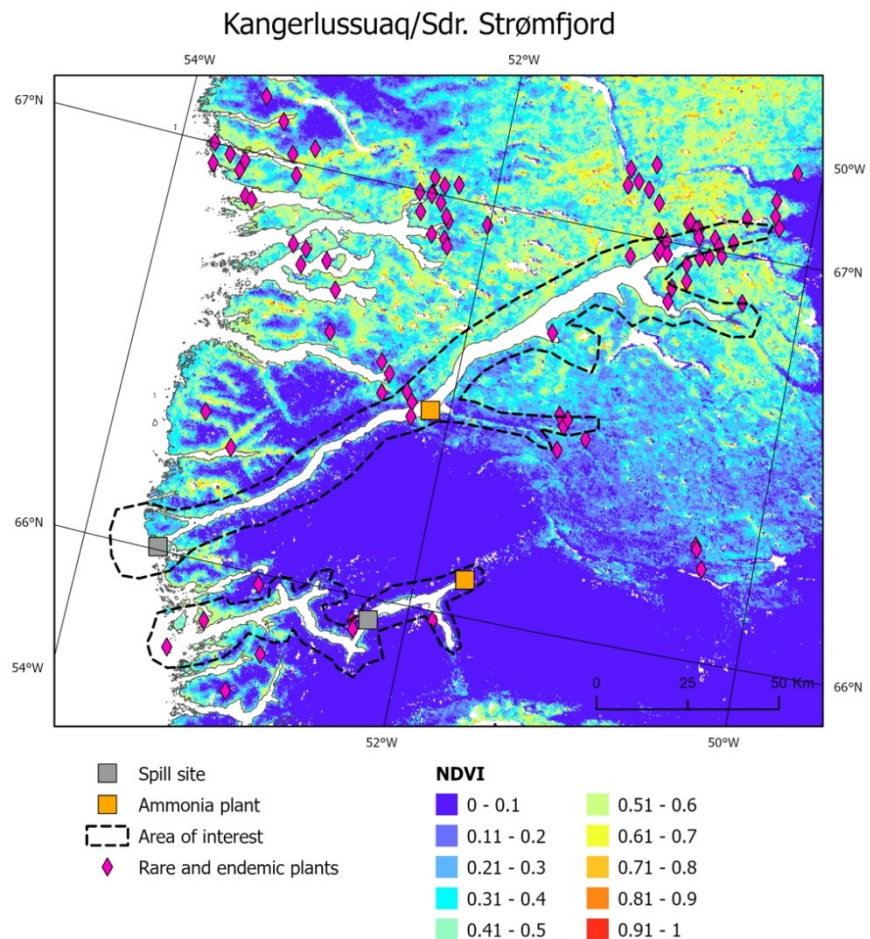 Kangerlussuaq/Sdr. Strømfjord
54°W
52°W
67°N
50°W
67°N
66°N
54°W
0 25 50 Km
66°N
52°W
50°W
Spill site
Ammonia plant
Area of interest
Rare and endemic plants
NDVI
0 - 0.1
0.11 - 0.2
0.21 - 0.3
0.31 - 0.4
0.41 - 0.5
0.51 - 0.6
0.61 - 0.7
0.71 - 0.8
0.81 - 0.9
0.91 - 1